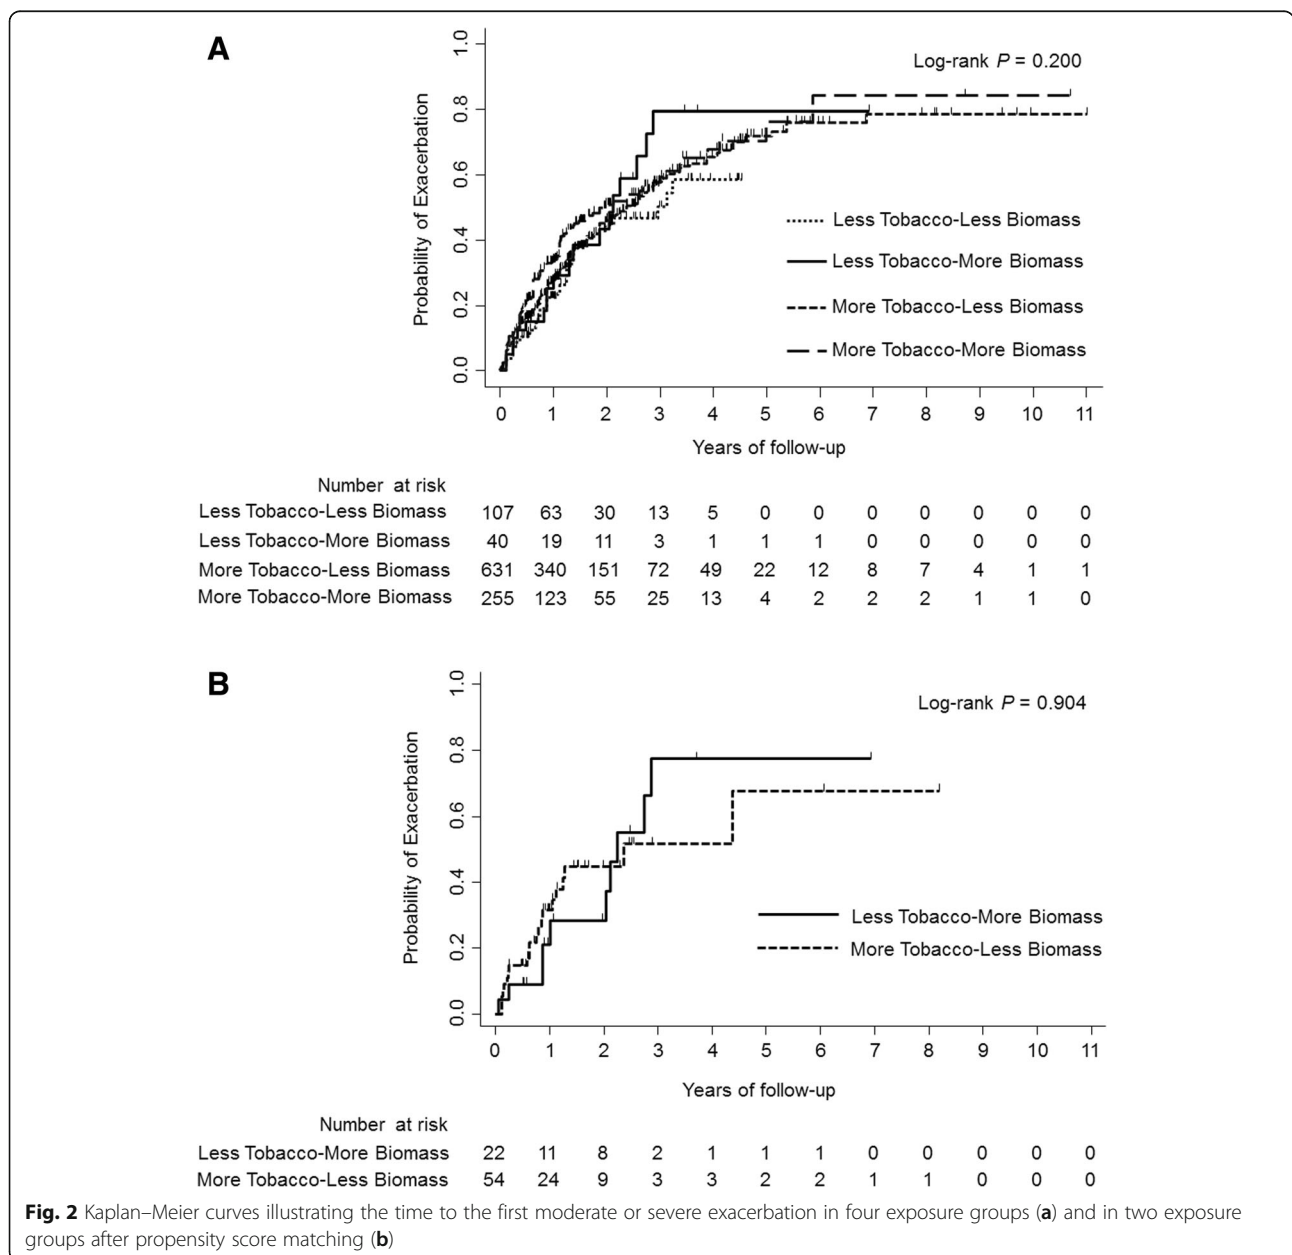 A
Log-rank P = 0.200
Probability of Exacerbation
1.0
0.8
0.6
0.4
0.2
0.0
Less Tobacco-Less Biomass
Less Tobacco-More Biomass
More Tobacco-Less Biomass
More Tobacco-More Biomass
0 1 2 3 4 5 6 7 8 9 10 11
Years of follow-up
Number at risk
Less Tobacco-Less Biomass 107 63 30 13 5 0 0 0 0 0 0 0
Less Tobacco-More Biomass 40 19 11 3 1 1 1 0 0 0 0 0
More Tobacco-Less Biomass 631 340 151 72 49 22 12 8 7 4 1 1
More Tobacco-More Biomass 255 123 55 25 13 4 2 2 2 1 1 0
B
Log-rank P = 0.904
Probability of Exacerbation
1.0
0.8
0.6
0.4
0.2
0.0
Less Tobacco-More Biomass
More Tobacco-Less Biomass
0 1 2 3 4 5 6 7 8 9 10 11
Years of follow-up
Number at risk
Less Tobacco-More Biomass 22 11 8 2 1 1 1 0 0 0 0 0
More Tobacco-Less Biomass 54 24 9 3 3 2 2 1 1 0 0 0
Fig. 2 Kaplan–Meier curves illustrating the time to the first moderate or severe exacerbation in four exposure groups (a) and in two exposure
groups after propensity score matching (b)